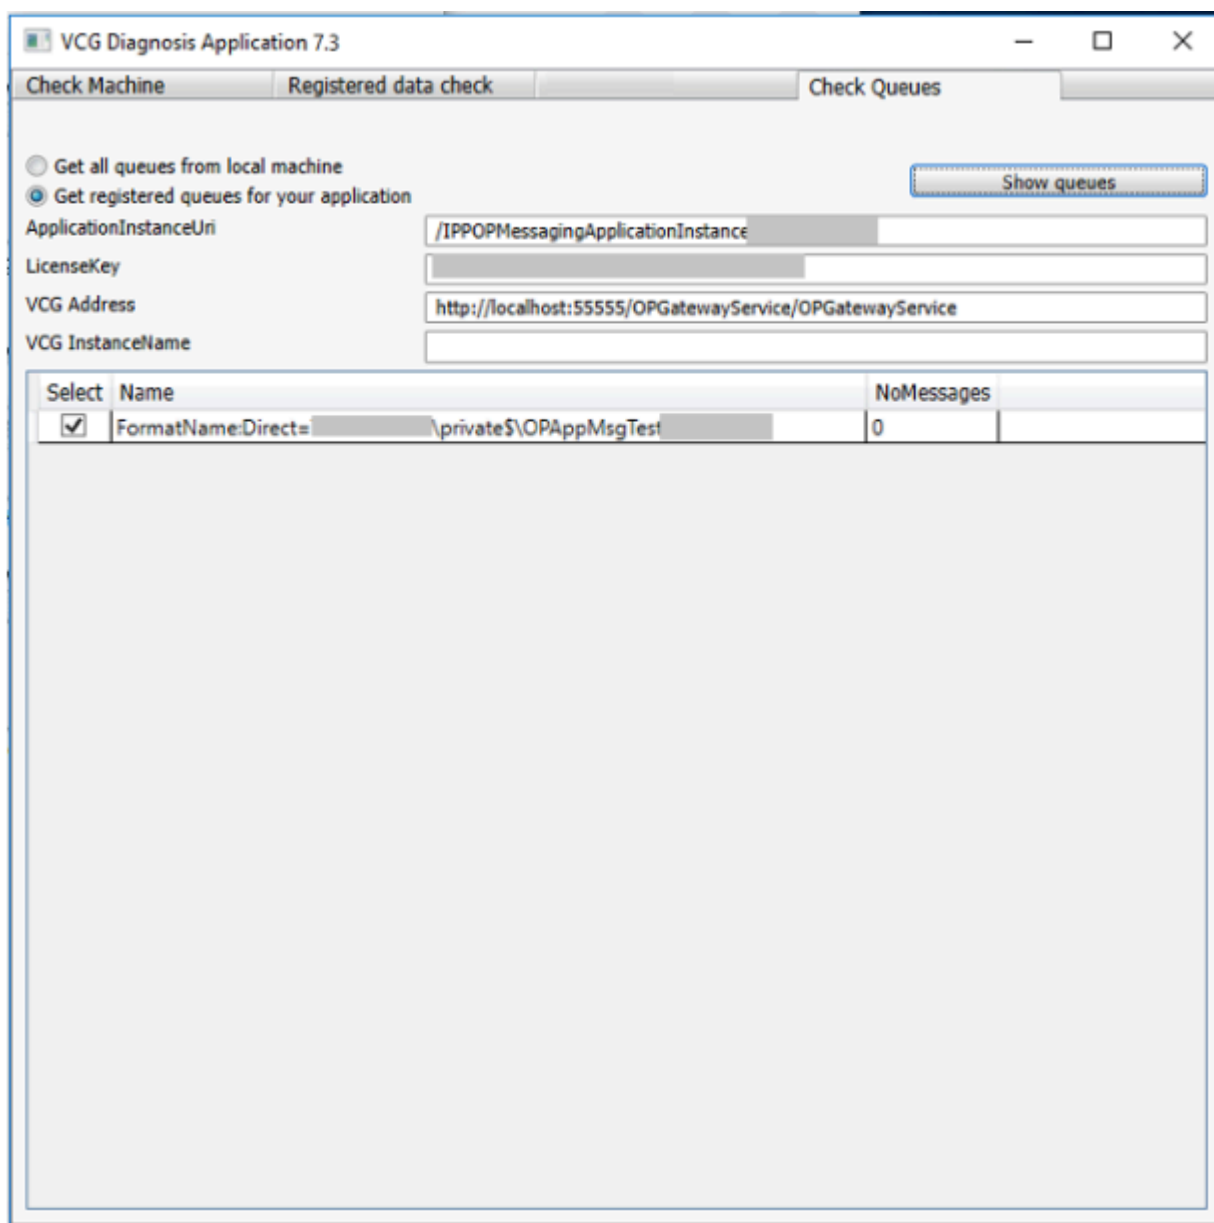 VCG Diagnosis Application 7.3
Check Machine Registered data check Check Queues
Get all queues from local machine
Get registered queues for your application
Show queues
ApplicationInstanceUri /IPPOPMessagingApplicationInstance
LicenseKey
VCG Address http://localhost:55555/OPGatewayService/OPGatewayService
VCG InstanceName
Select Name NoMessages
FormatName:Direct= \private$\OPAppMsgTest 0